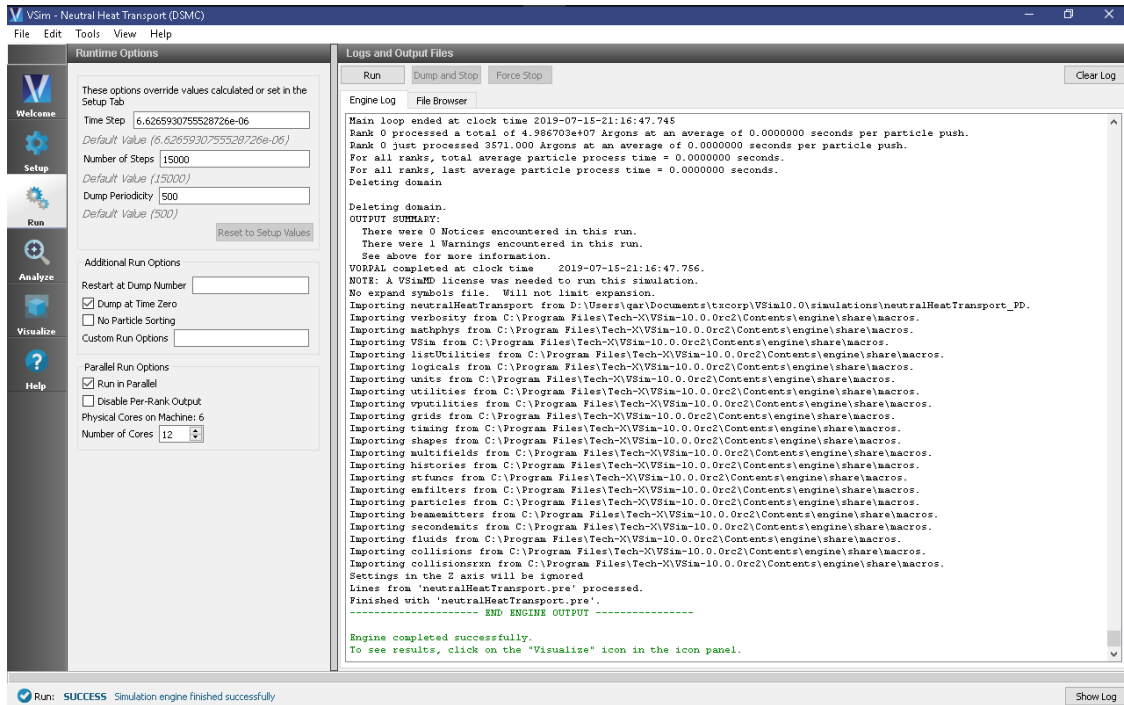 VSim - Neutral Heat Transport (DSMC)
File Edit Tools View Help
Runtime Options
Logs and Output Files
Welcome
Setup
Run
Analyze
Visualize
Help
These options override values calculated or set in the
Setup Tab
Time Step 6.6265930755528726e-06
Default Value (6.6265930755528726e-06)
Number of Steps 15000
Default Value (15000)
Dump Periodicity 500
Default Value (500)
Reset to Setup Values
Additional Run Options
Restart at Dump Number
Dump at Time Zero
No Particle Sorting
Custom Run Options
Parallel Run Options
Run in Parallel
Disable Per-Rank Output
Physical Cores on Machine: 6
Number of Cores 12
Run Dump and Stop Force Stop Clear Log
Engine Log File Browser
Main loop ended at clock time 2019-07-15-21:16:47.745
Rank 0 processed a total of 4.986703e+07 Argons at an average of 0.0000000 seconds per particle push.
Rank 0 just processed 3571.000 Argons at an average of 0.0000000 seconds per particle push.
For all ranks, total average particle process time = 0.0000000 seconds.
For all ranks, last average particle process time = 0.0000000 seconds.
Deleting domain
Deleting domain.
OUTPUT SUMMARY:
There were 0 Notices encountered in this run.
There were 1 Warnings encountered in this run.
See above for more information.
VORPAL completed at clock time 2019-07-15-21:16:47.756.
NOTE: A VSimMD license was needed to run this simulation.
No expand symbols file. Will not limit expansion.
Importing neutralHeatTransport from D:\Users\qar\Documents\txcorp\VSim10.0\simulations\neutralHeatTransport_PD.
Importing verbosity from C:\Program Files\Tech-X\VSim-10.0.0rc2\Contents\engine\share\macros.
Importing mathphys from C:\Program Files\Tech-X\VSim-10.0.0rc2\Contents\engine\share\macros.
Importing VSim from C:\Program Files\Tech-X\VSim-10.0.0rc2\Contents\engine\share\macros.
Importing listUtilities from C:\Program Files\Tech-X\VSim-10.0.0rc2\Contents\engine\share\macros.
Importing logicals from C:\Program Files\Tech-X\VSim-10.0.0rc2\Contents\engine\share\macros.
Importing units from C:\Program Files\Tech-X\VSim-10.0.0rc2\Contents\engine\share\macros.
Importing utilities from C:\Program Files\Tech-X\VSim-10.0.0rc2\Contents\engine\share\macros.
Importing vputilities from C:\Program Files\Tech-X\VSim-10.0.0rc2\Contents\engine\share\macros.
Importing grids from C:\Program Files\Tech-X\VSim-10.0.0rc2\Contents\engine\share\macros.
Importing timing from C:\Program Files\Tech-X\VSim-10.0.0rc2\Contents\engine\share\macros.
Importing shapes from C:\Program Files\Tech-X\VSim-10.0.0rc2\Contents\engine\share\macros.
Importing multifields from C:\Program Files\Tech-X\VSim-10.0.0rc2\Contents\engine\share\macros.
Importing histories from C:\Program Files\Tech-X\VSim-10.0.0rc2\Contents\engine\share\macros.
Importing stfuncs from C:\Program Files\Tech-X\VSim-10.0.0rc2\Contents\engine\share\macros.
Importing emfilters from C:\Program Files\Tech-X\VSim-10.0.0rc2\Contents\engine\share\macros.
Importing particles from C:\Program Files\Tech-X\VSim-10.0.0rc2\Contents\engine\share\macros.
Importing beamemitters from C:\Program Files\Tech-X\VSim-10.0.0rc2\Contents\engine\share\macros.
Importing secondemits from C:\Program Files\Tech-X\VSim-10.0.0rc2\Contents\engine\share\macros.
Importing fluids from C:\Program Files\Tech-X\VSim-10.0.0rc2\Contents\engine\share\macros.
Importing collisions from C:\Program Files\Tech-X\VSim-10.0.0rc2\Contents\engine\share\macros.
Importing collisionsrxn from C:\Program Files\Tech-X\VSim-10.0.0rc2\Contents\engine\share\macros.
Settings in the Z axis will be ignored
Lines from 'neutralHeatTransport.pre' processed.
Finished with 'neutralHeatTransport.pre'.
--------------------- END ENGINE OUTPUT ----------------
Engine completed successfully.
To see results, click on the "Visualize" icon in the icon panel.
Run: SUCCESS Simulation engine finished successfully
Show Log